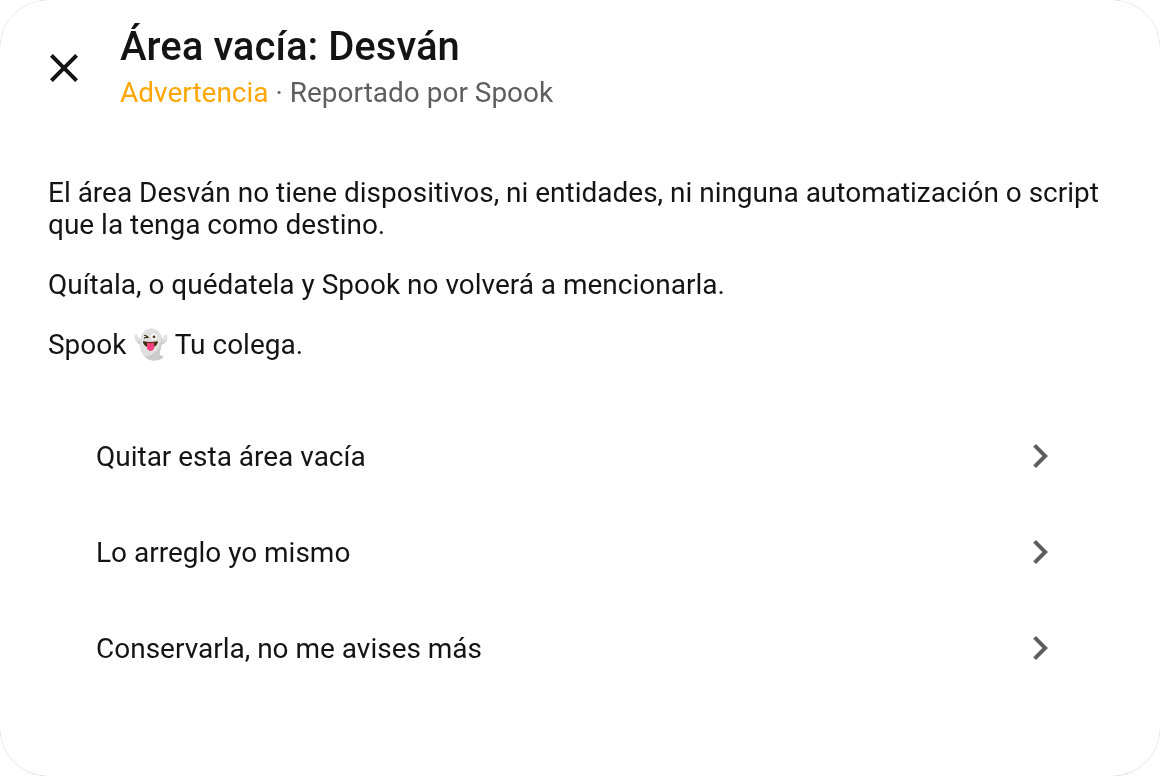 Área vacía: Desván
Advertencia · Reportado por Spook
El área Desván no tiene dispositivos, ni entidades, ni ninguna automatización o script
que la tenga como destino.
Quítala, o quédatela y Spook no volverá a mencionarla.
Spook 👻 Tu colega.
Quitar esta área vacía
Lo arreglo yo mismo
Conservarla, no me avises más